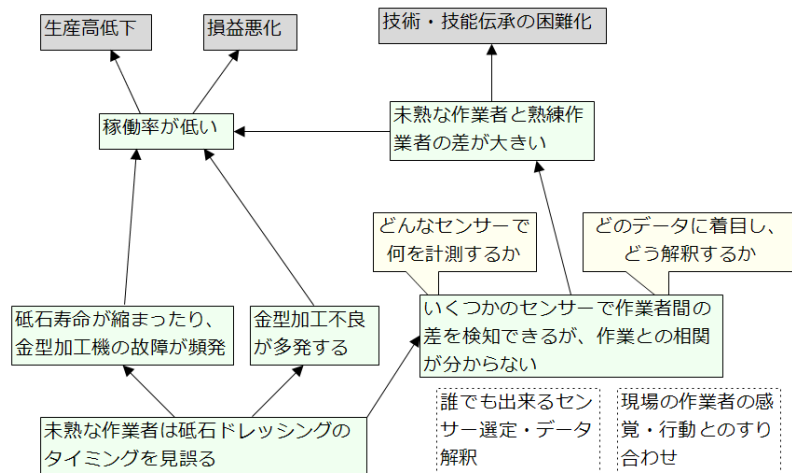 生産高低下
損益悪化
技術・技能伝承の困難化
稼働率が低い
未熟な作業者と熟練作
業者の差が大きい
どんなセンサーで
何を計測するか
どのデータに着目し、
どう解釈するか
砥石寿命が縮まったり、
金型加工機の故障が頻発
金型加工不良
が多発する
いくつかのセンサーで作業者間の
差を検知できるが、作業との相関
が分からない
未熟な作業者は砥石ドレッシングの
タイミングを見誤る
誰でも出来るセン
サー選定・データ
解釈
現場の作業者の感
覚・行動とのすり
合わせ